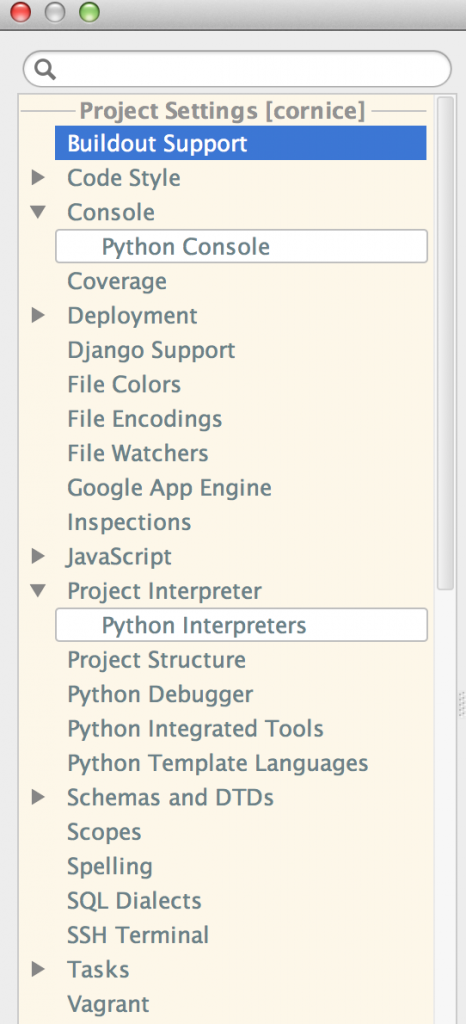 Project Settings [cornice]
Buildout Support
Code Style
Console
Python Console
Coverage
Deployment
Django Support
File Colors
File Encodings
File Watchers
Google App Engine
Inspections
JavaScript
Project Interpreter
Python Interpreters
Project Structure
Python Debugger
Python Integrated Tools
Python Template Languages
Schemas and DTDs
Scopes
Spelling
SQL Dialects
SSH Terminal
Tasks
Vagrant